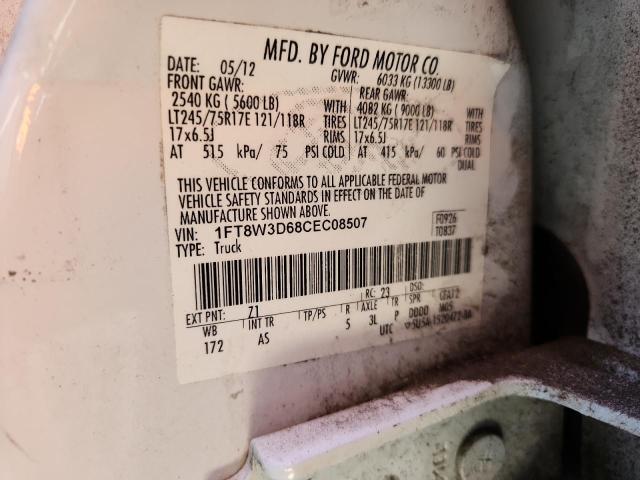 MFD. BY FORD MOTOR CO.
DATE: 05/12 GVWR: 6033 KG (13300 LB)
FRONT GAWR: REAR GAWR:
2540 KG ( 5600 LB) WITH 4082 KG ( 9000 LB) WITH
LT245/75R17E 121/118R TIRES LT245/75R17E 121/118R TIRES
17x6.5J RIMS 17x6.5J RIMS
AT 515 kPa/ 75 PSI COLD AT 415 kPa/ 60 PSI COLD
DUAL
THIS VEHICLE CONFORMS TO ALL APPLICABLE FEDERAL MOTOR
VEHICLE SAFETY STANDARDS IN EFFECT ON THE DATE OF
MANUFACTURE SHOWN ABOVE.
VIN: 1FT8W3D68CEC08507 F0926
TYPE: Truck T0837
EXT PNT: Z1 RC: 23 DSO:
WB INT TR TP/PS R AXLE TR SPR
172 AS 5 3L P DDDD
UTC